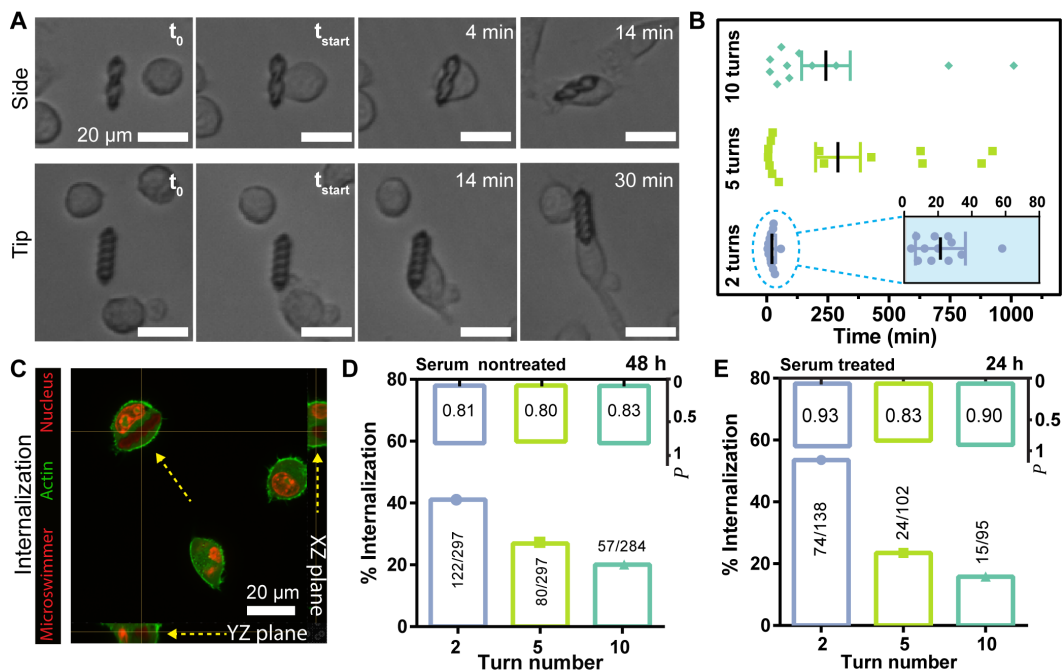 A
Side
t0
tstart
4 min
14 min
20 µm
Tip
t0
tstart
14 min
30 min
B
10 turns
5 turns
2 turns
0 20 40 60 80
0 250 500 750 1000
Time (min)
C
Internalization
Microswimmer Actin Nucleus
XZ plane
20 µm
YZ plane
D
Serum nontreated 48 h
% Internalization
80
60
40
20
0
0.81 0.80 0.83
0
0.5
1
P
122/297
80/297
57/284
2 5 10
Turn number
E
Serum treated 24 h
% Internalization
80
60
40
20
0
0.93 0.83 0.90
0
0.5
1
P
74/138
24/102
15/95
2 5 10
Turn number